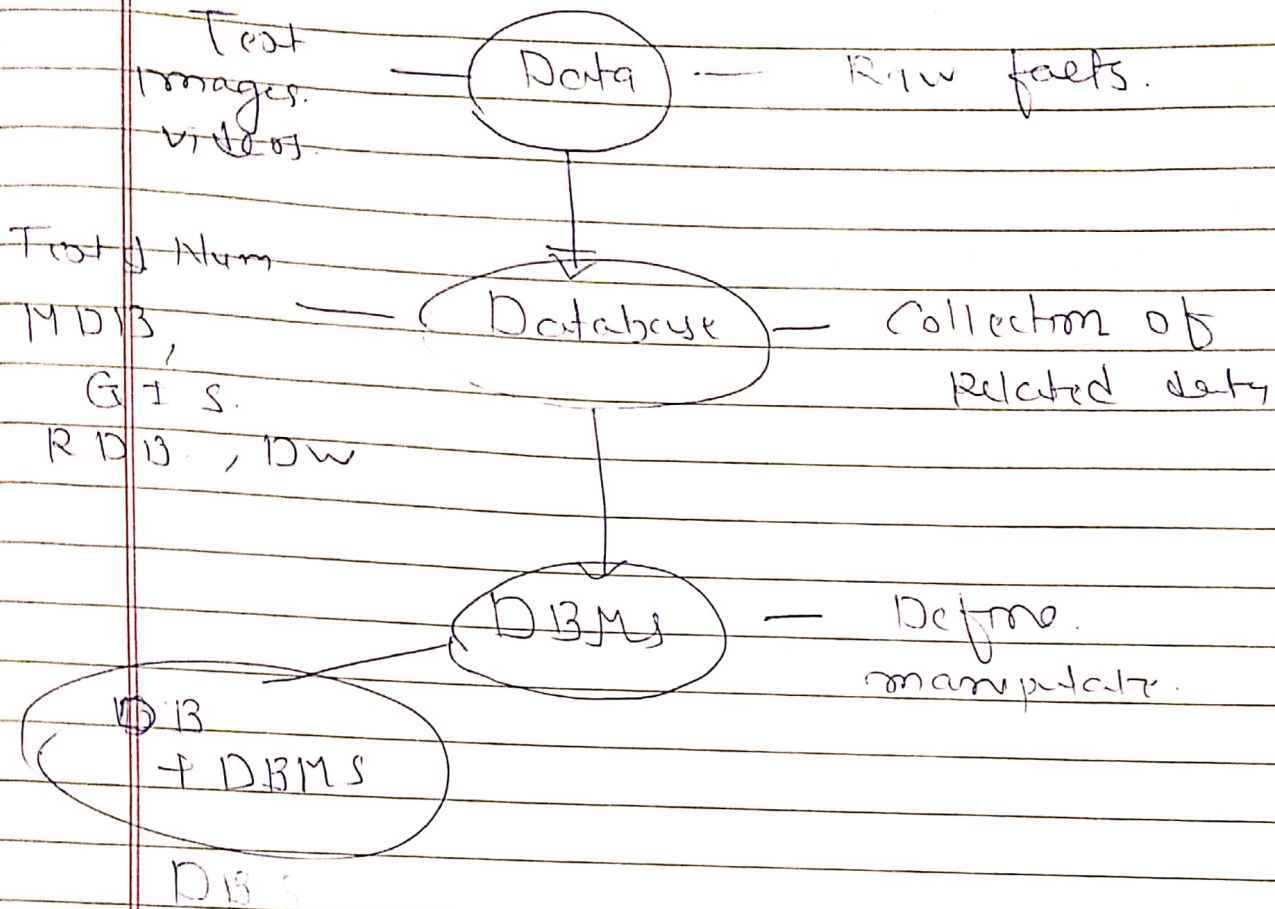 Text
Images.
videos.
Data
Raw facts.
Text & Num
MDB,
GIS.
RDB, DW
Database
Collection of
Related data
DBMS
Define.
manipulate.
DB
+ DBMS
DBS